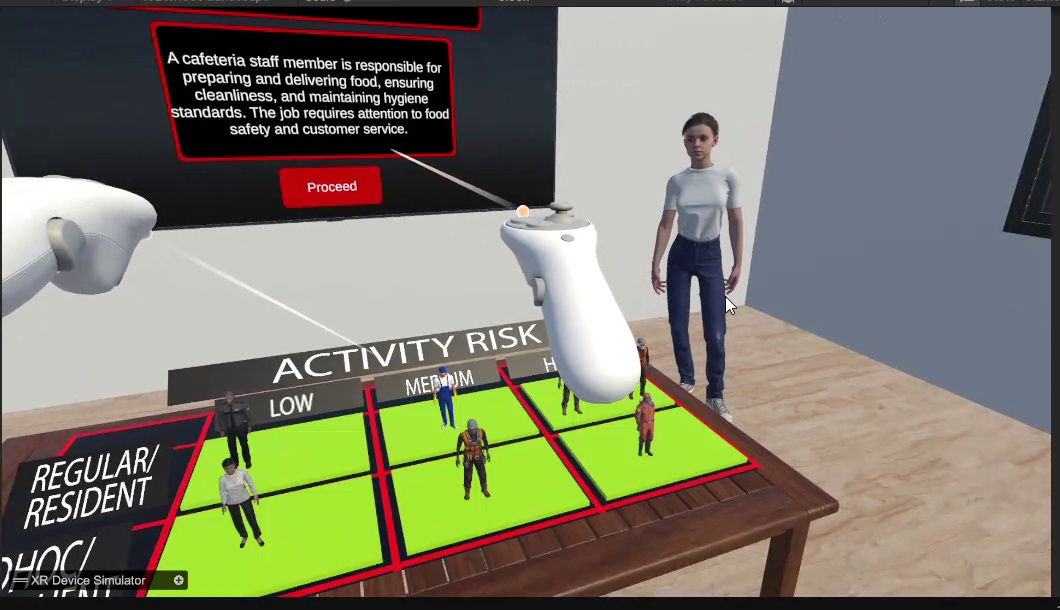 A cafeteria staff member is responsible for
preparing and delivering food, ensuring
cleanliness, and maintaining hygiene
standards. The job requires attention to food
safety and customer service.
Proceed
ACTIVITY RISK
LOW
MEDIUM
REGULAR/
RESIDENT
XR Device Simulator